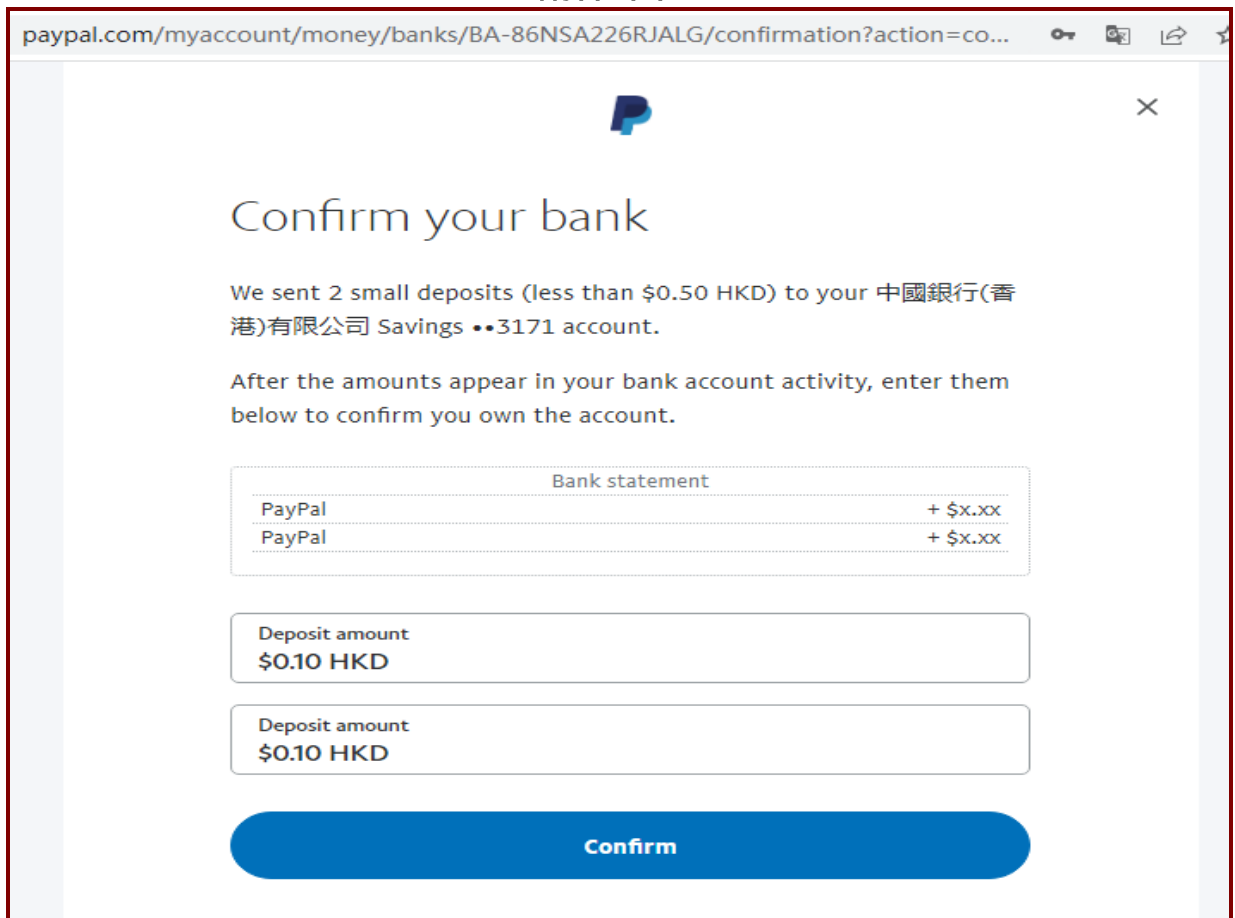 paypal.com/myaccount/money/banks/BA-86NSA226RJALG/confirmation?action=co...
Confirm your bank
We sent 2 small deposits (less than $0.50 HKD) to your 中國銀行(香
港)有限公司 Savings ••3171 account.
After the amounts appear in your bank account activity, enter them
below to confirm you own the account.
Bank statement
PayPal + $x.xx
PayPal + $x.xx
Deposit amount
$0.10 HKD
Deposit amount
$0.10 HKD
Confirm